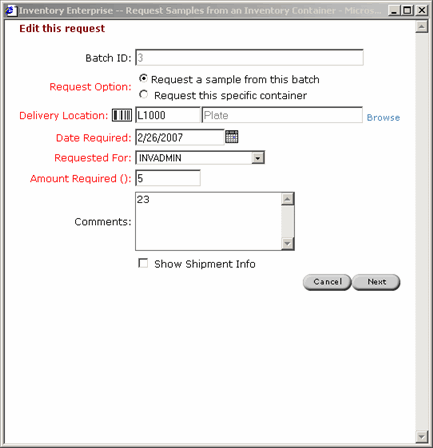 Inventory Enterprise -- Request Samples from an Inventory Container - Micros...
Edit this request
Batch ID: 3
Request Option: Request a sample from this batch
Request this specific container
Delivery Location: L1000 Plate Browse
Date Required: 2/26/2007
Requested For: INVADMIN
Amount Required (): 5
Comments: 23
Show Shipment Info
Cancel Next